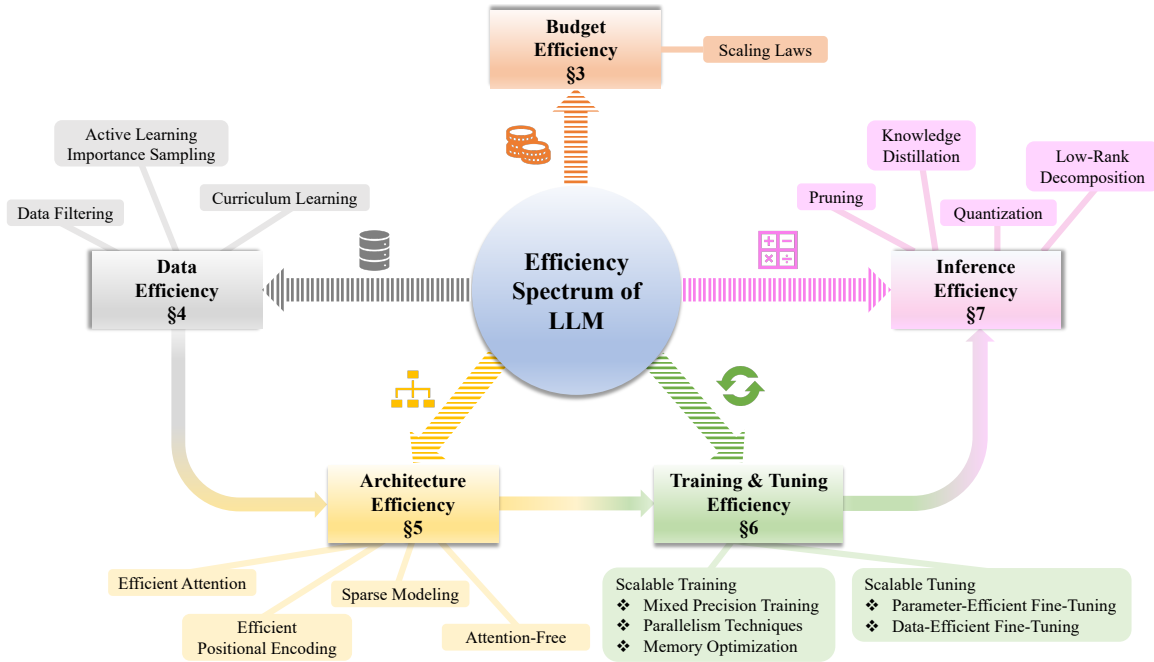 Budget
Efficiency
§3
Scaling Laws
Active Learning
Importance Sampling
Curriculum Learning
Data Filtering
Data
Efficiency
§4
Efficiency
Spectrum of
LLM
Knowledge
Distillation
Low-Rank
Decomposition
Pruning
Quantization
Inference
Efficiency
§7
Architecture
Efficiency
§5
Training & Tuning
Efficiency
§6
Efficient Attention
Sparse Modeling
Efficient
Positional Encoding
Attention-Free
Scalable Training
❖ Mixed Precision Training
❖ Parallelism Techniques
❖ Memory Optimization
Scalable Tuning
❖ Parameter-Efficient Fine-Tuning
❖ Data-Efficient Fine-Tuning